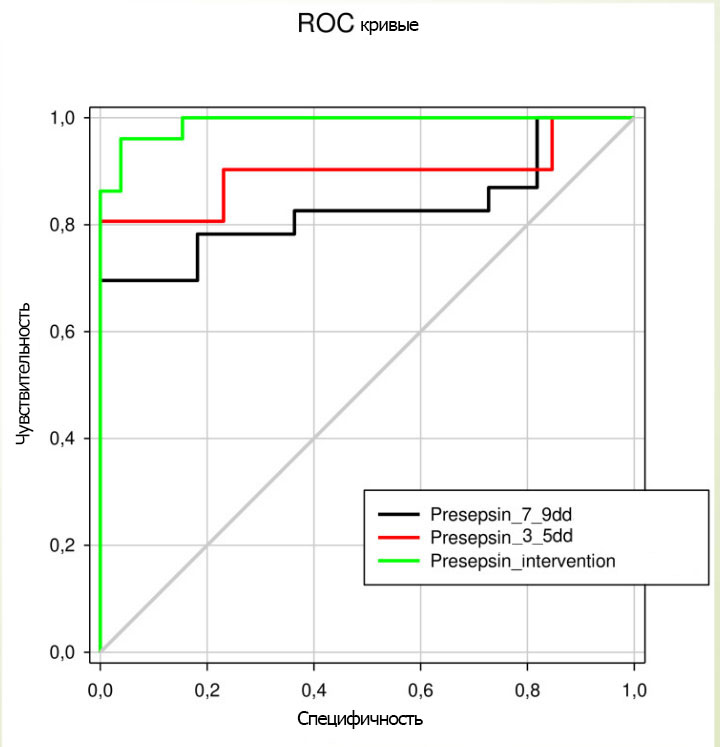 ROC кривые
1,0
0,8
0,6
0,4
0,2
0,0
Чувствительность
Presepsin_7_9dd
Presepsin_3_5dd
Presepsin_intervention
0,0 0,2 0,4 0,6 0,8 1,0
Специфичность